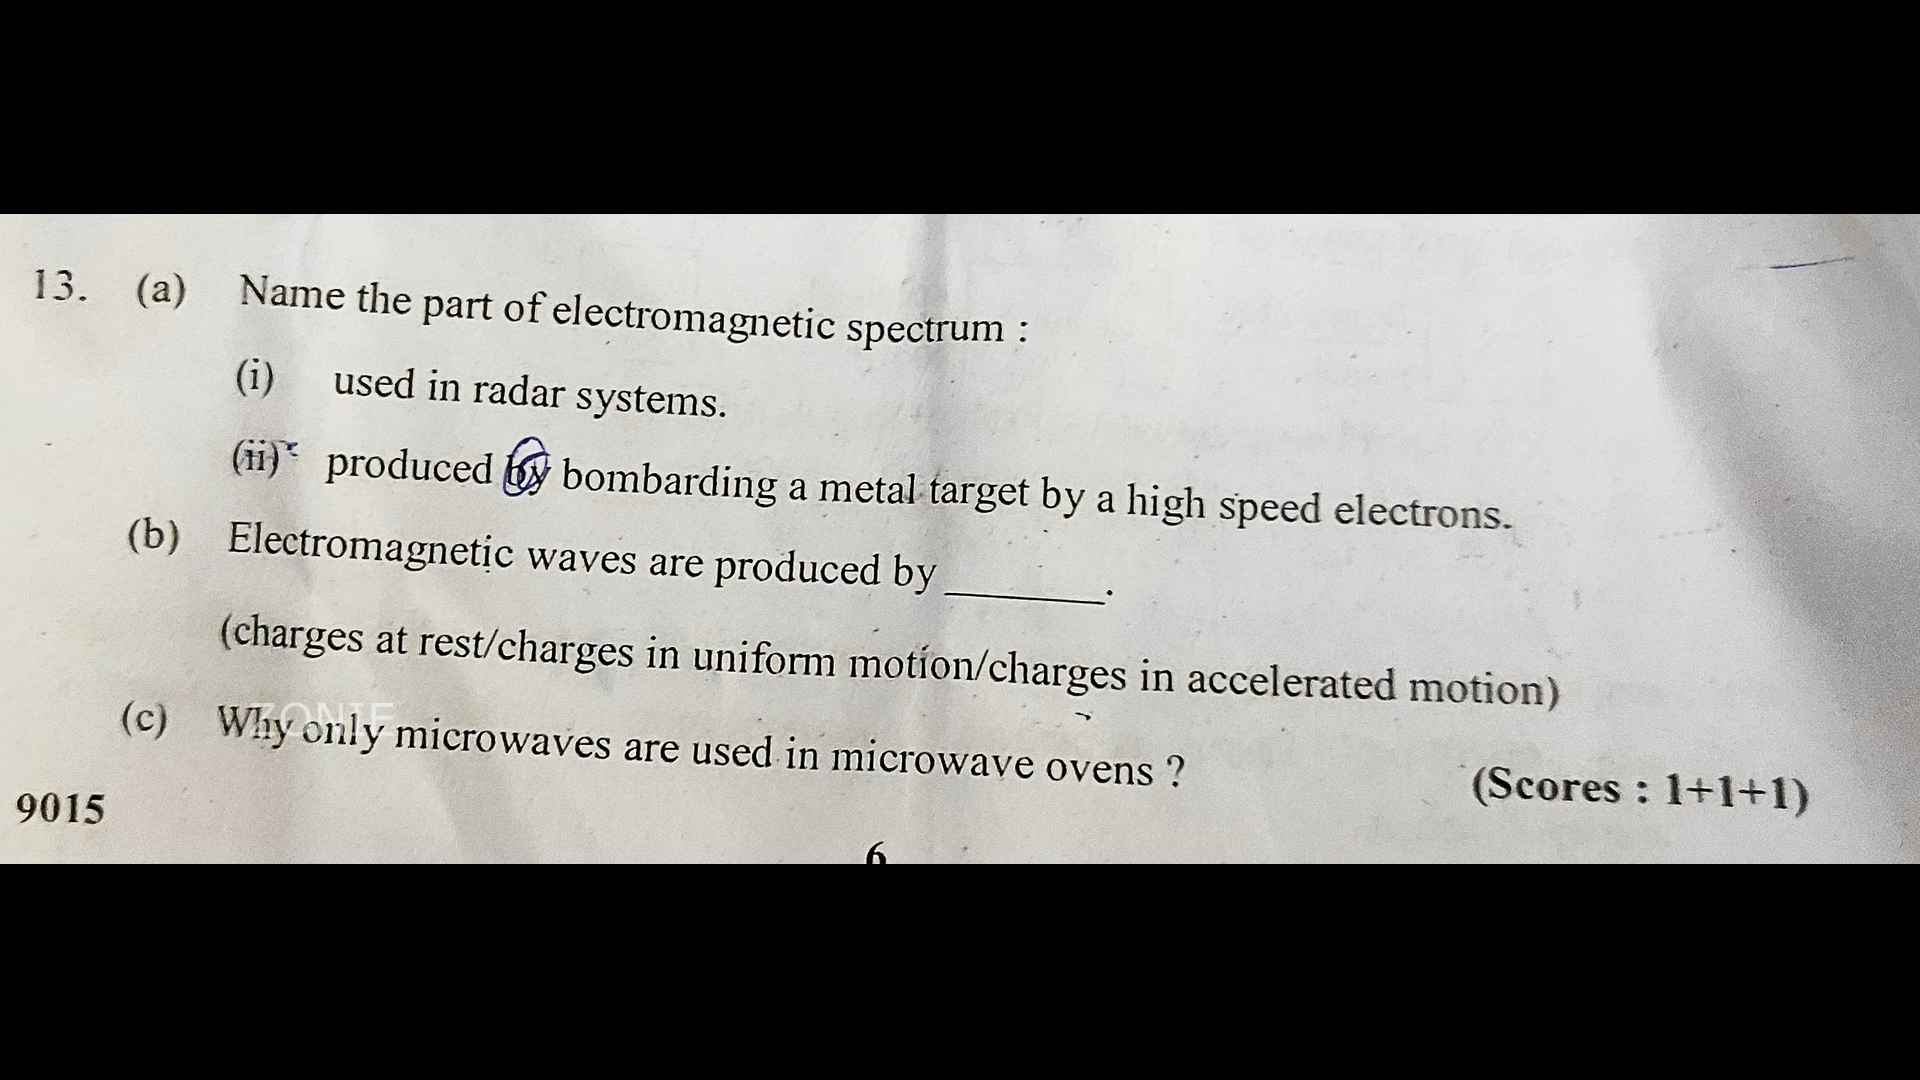 13. (a) Name the part of electromagnetic spectrum :
(i) used in radar systems.
(ii) produced by bombarding a metal target by a high speed electrons.
(b) Electromagnetic waves are produced by _______.
(charges at rest/charges in uniform motion/charges in accelerated motion)
(c) Why only microwaves are used in microwave ovens ?
ZONIE
(Scores : 1+1+1)
9015
6